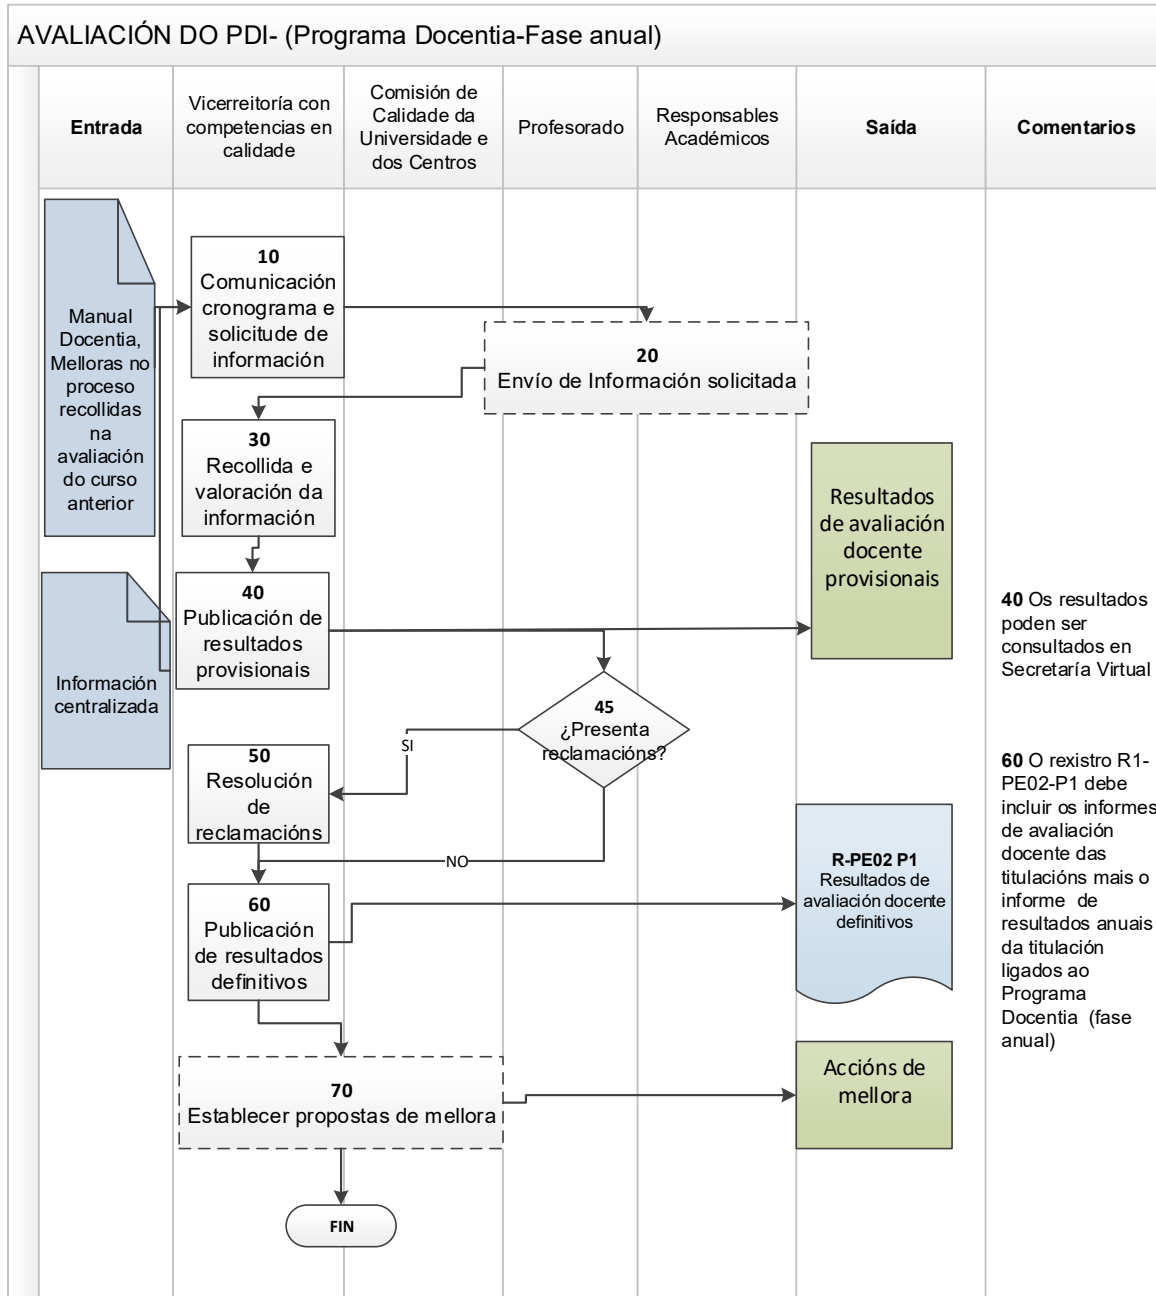 AVALIACIÓN DO PDI- (Programa Docentia-Fase anual)
Entrada
Vicerreitoría con
competencias en
calidade
Comisión de
Calidade da
Universidade e
dos Centros
Profesorado
Responsables
Académicos
Saída
Comentarios
Manual
Docentia,
Melloras no
proceso
recollidas
na
avaliación
do curso
anterior
10
Comunicación
cronograma e
solicitude de
información
20
Envío de Información solicitada
30
Recollida e
valoración da
información
Resultados
de avaliación
docente
provisionais
Información
centralizada
40
Publicación de
resultados
provisionais
40 Os resultados
poden ser
consultados en
Secretaría Virtual
45
¿Presenta
reclamacións?
SI
50
Resolución
de
reclamacións
NO
60
Publicación
de resultados
definitivos
R-PE02 P1
Resultados de
avaliación docente
definitivos
60 O rexistro R1-
PE02-P1 debe
incluir os informes
de avaliación
docente das
titulacións mais o
informe de
resultados anuais
da titulación
ligados ao
Programa
Docentia (fase
anual)
70
Establecer propostas de mellora
Accións de
mellora
FIN